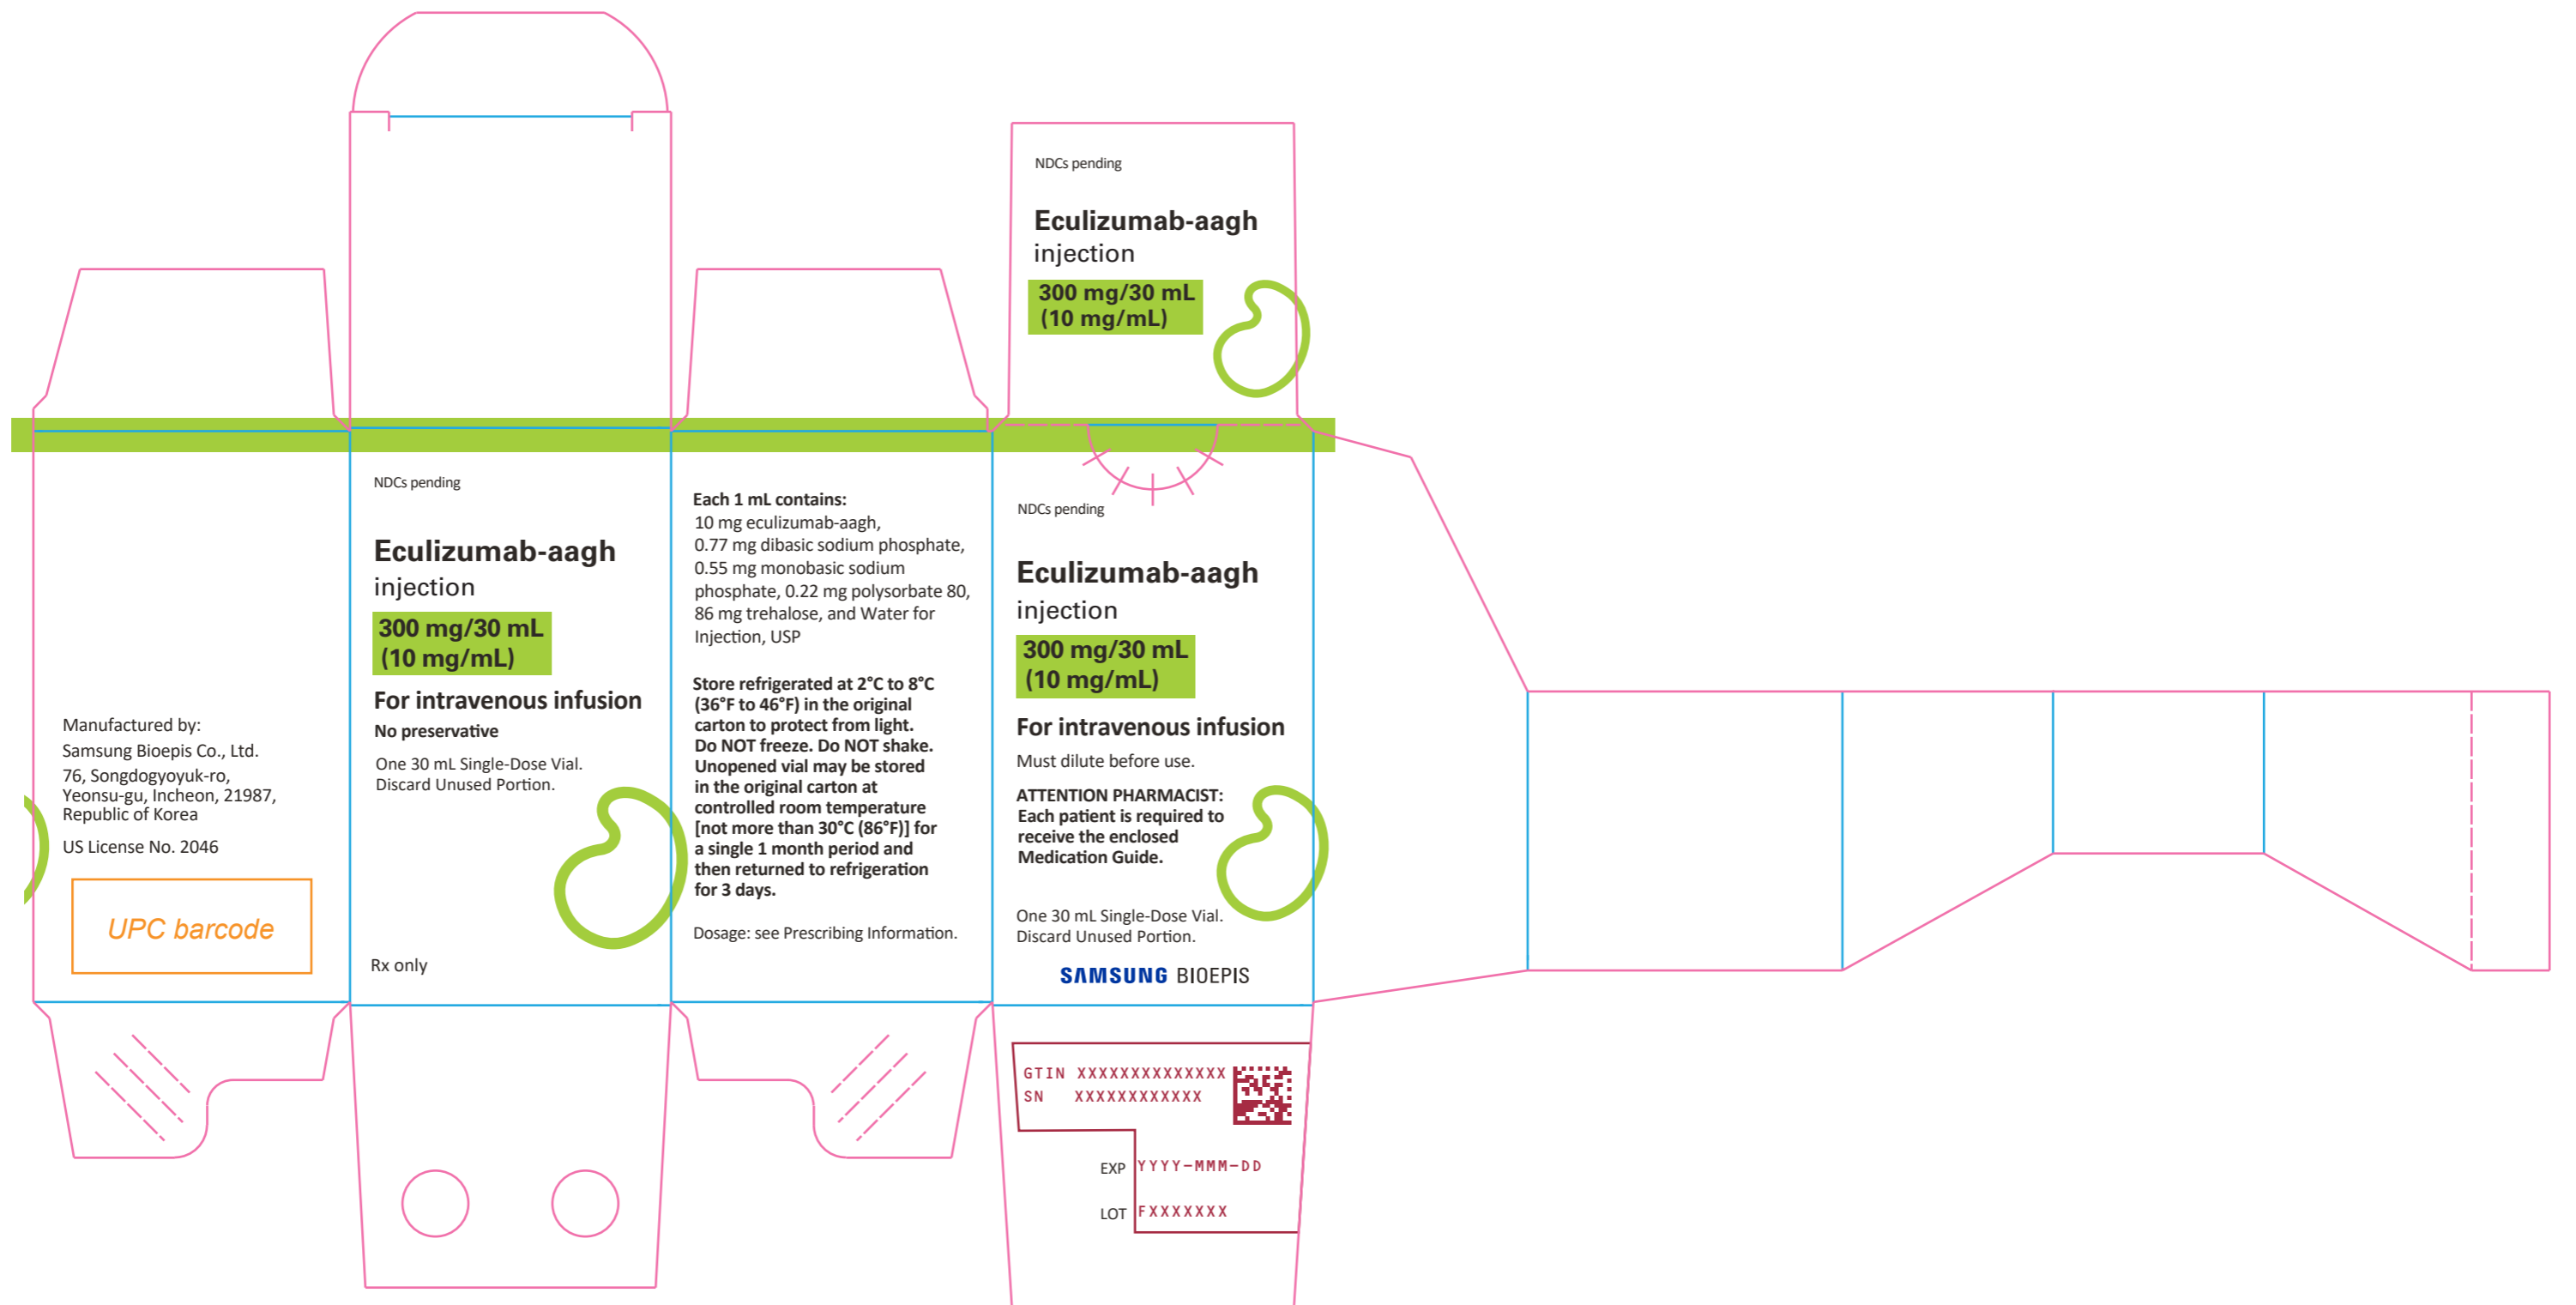 NDCs pending
Eculizumab-aagh
injection
300 mg/30 mL
(10 mg/mL)
Manufactured by:
Samsung Bioepis Co., Ltd.
76, Songdogyoyuk-ro,
Yeonsu-gu, Incheon, 21987,
Republic of Korea
US License No. 2046
UPC barcode
NDCs pending
Eculizumab-aagh
injection
300 mg/30 mL
(10 mg/mL)
For intravenous infusion
No preservative
One 30 mL Single-Dose Vial.
Discard Unused Portion.
Rx only
Each 1 mL contains:
10 mg eculizumab-aagh,
0.77 mg dibasic sodium phosphate,
0.55 mg monobasic sodium
phosphate, 0.22 mg polysorbate 80,
86 mg trehalose, and Water for
Injection, USP
Store refrigerated at 2°C to 8°C
(36°F to 46°F) in the original
carton to protect from light.
Do NOT freeze. Do NOT shake.
Unopened vial may be stored
in the original carton at
controlled room temperature
[not more than 30°C (86°F)] for
a single 1 month period and
then returned to refrigeration
for 3 days.
Dosage: see Prescribing Information.
NDCs pending
Eculizumab-aagh
injection
300 mg/30 mL
(10 mg/mL)
For intravenous infusion
Must dilute before use.
ATTENTION PHARMACIST:
Each patient is required to
receive the enclosed
Medication Guide.
One 30 mL Single-Dose Vial.
Discard Unused Portion.
SAMSUNG BIOEPIS
GTIN XXXXXXXXXXXXXX
SN XXXXXXXXXXXX
EXP YYYY-MMM-DD
LOT FXXXXXXX